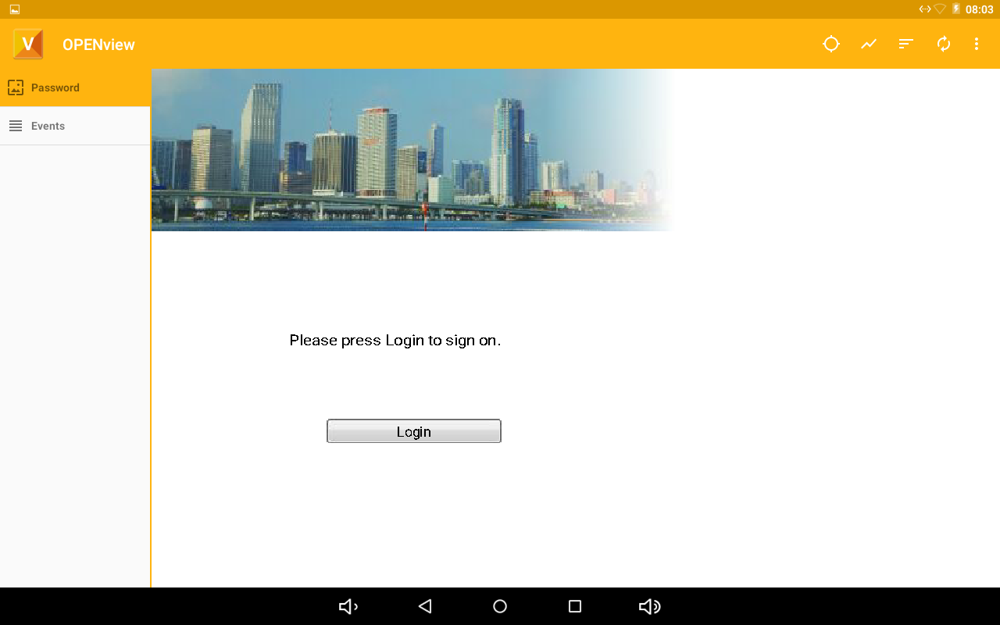 08:03
V
OPENview
Password
Events
Please press Login to sign on.
Login